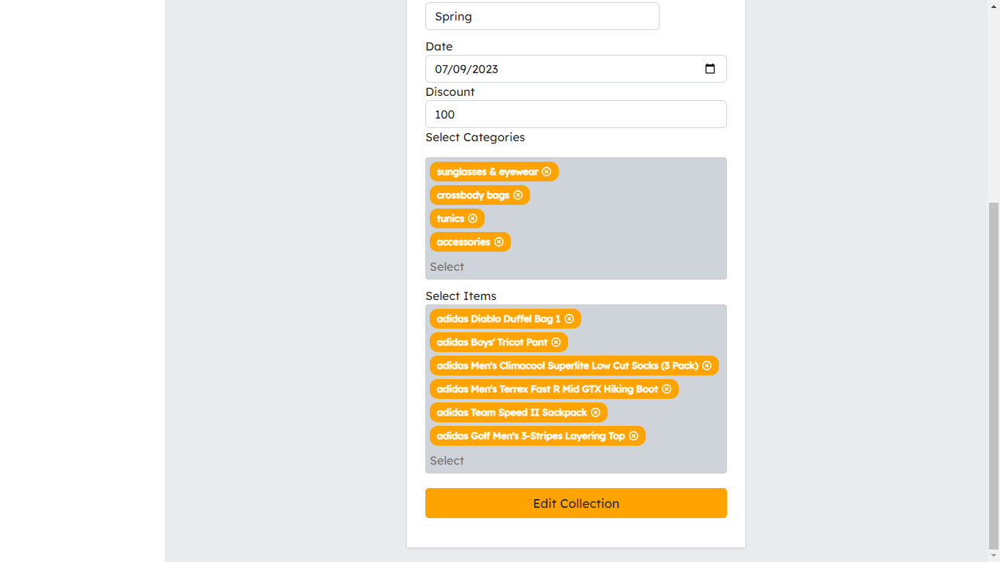 Spring
Date
07/09/2023
Discount
100
Select Categories
sunglasses & eyewear
crossbody bags
tunics
accessories
Select
Select Items
adidas Diablo Duffel Bag 1
adidas Boys' Tricot Pant
adidas Men's Climacool Superlite Low Cut Socks (3 Pack)
adidas Men's Terrex Fast R Mid GTX Hiking Boot
adidas Team Speed II Sackpack
adidas Golf Men's 3-Stripes Layering Top
Select
Edit Collection